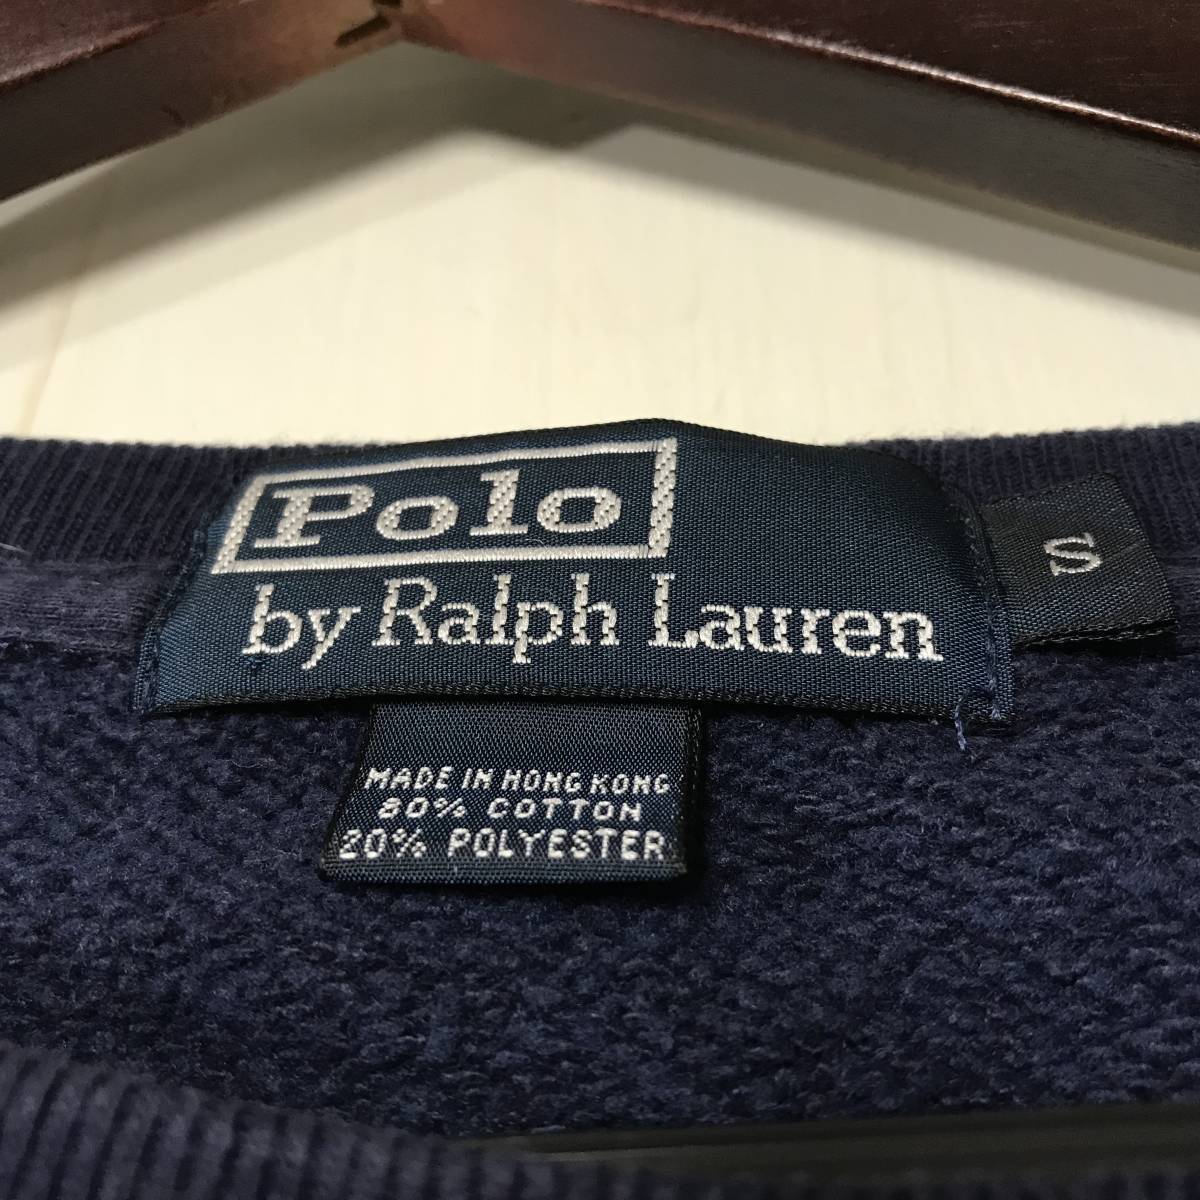 Polo
by Ralph Lauren
S
MADE IN HONG KONG
80% COTTON
20% POLYESTER